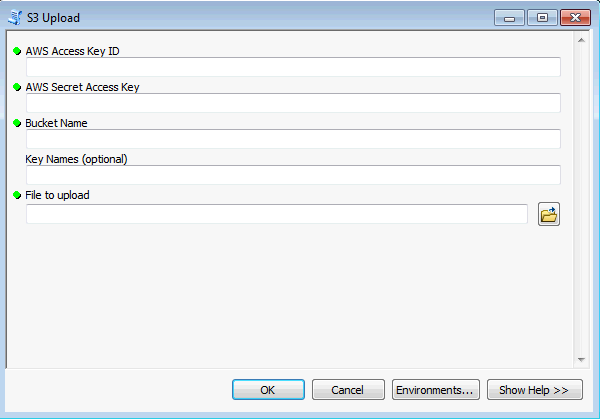 S3 Upload
AWS Access Key ID
AWS Secret Access Key
Bucket Name
Key Names (optional)
File to upload
OK Cancel Environments... Show Help >>